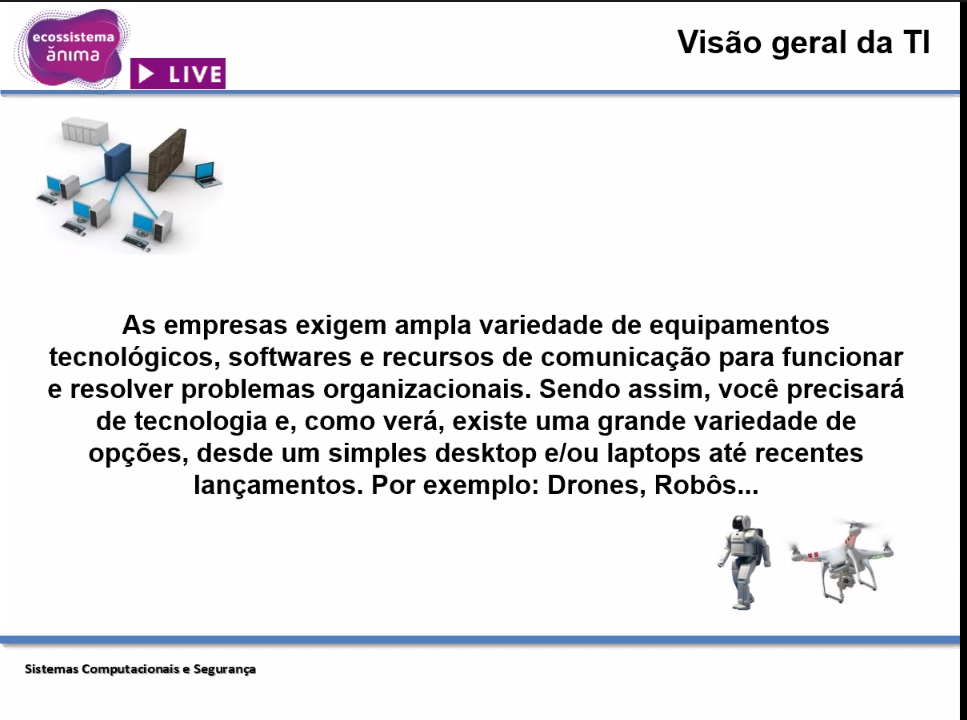 ecossistema
ănima
LIVE
Visão geral da TI
As empresas exigem ampla variedade de equipamentos
tecnológicos, softwares e recursos de comunicação para funcionar
e resolver problemas organizacionais. Sendo assim, você precisará
de tecnologia e, como verá, existe uma grande variedade de
opções, desde um simples desktop e/ou laptops até recentes
lançamentos. Por exemplo: Drones, Robôs...
Sistemas Computacionais e Segurança